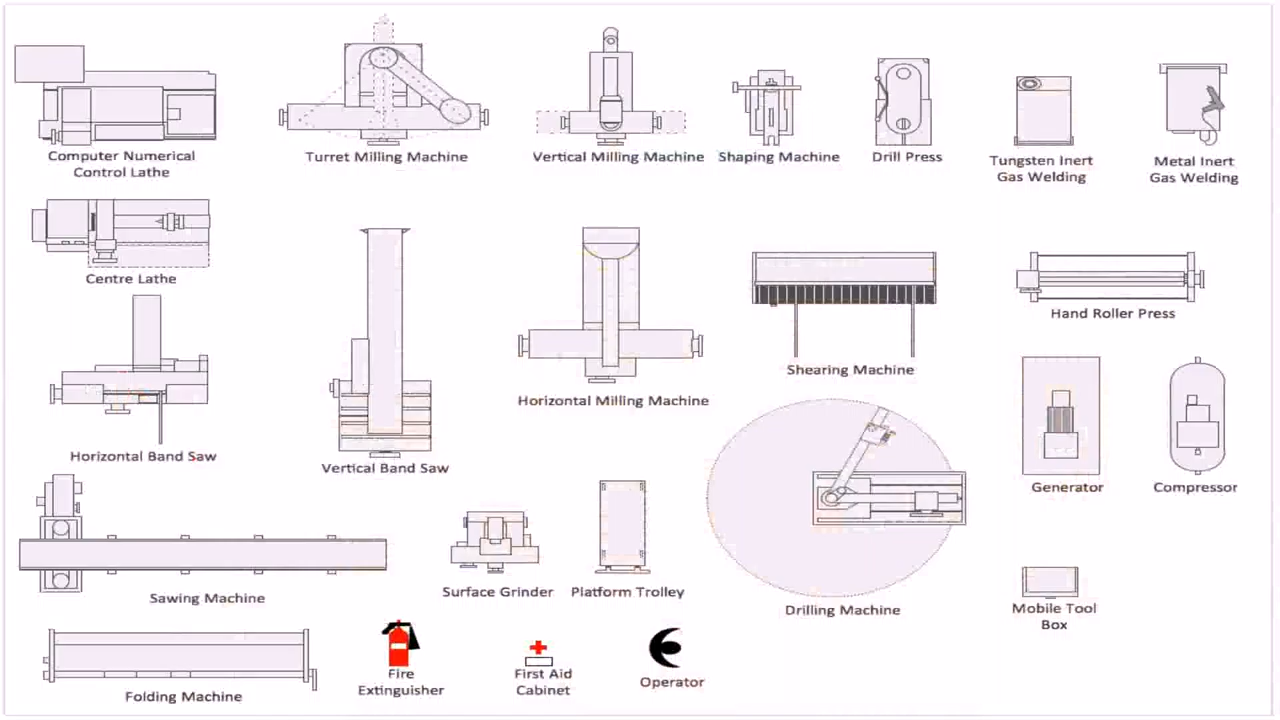 Computer Numerical
Control Lathe
Turret Milling Machine
Vertical Milling Machine
Shaping Machine
Drill Press
Tungsten Inert
Gas Welding
Metal Inert
Gas Welding
Centre Lathe
Hand Roller Press
Shearing Machine
Horizontal Milling Machine
Horizontal Band Saw
Vertical Band Saw
Generator
Compressor
Surface Grinder
Platform Trolley
Sawing Machine
Drilling Machine
Mobile Tool
Box
Folding Machine
Fire
Extinguisher
First Aid
Cabinet
Operator